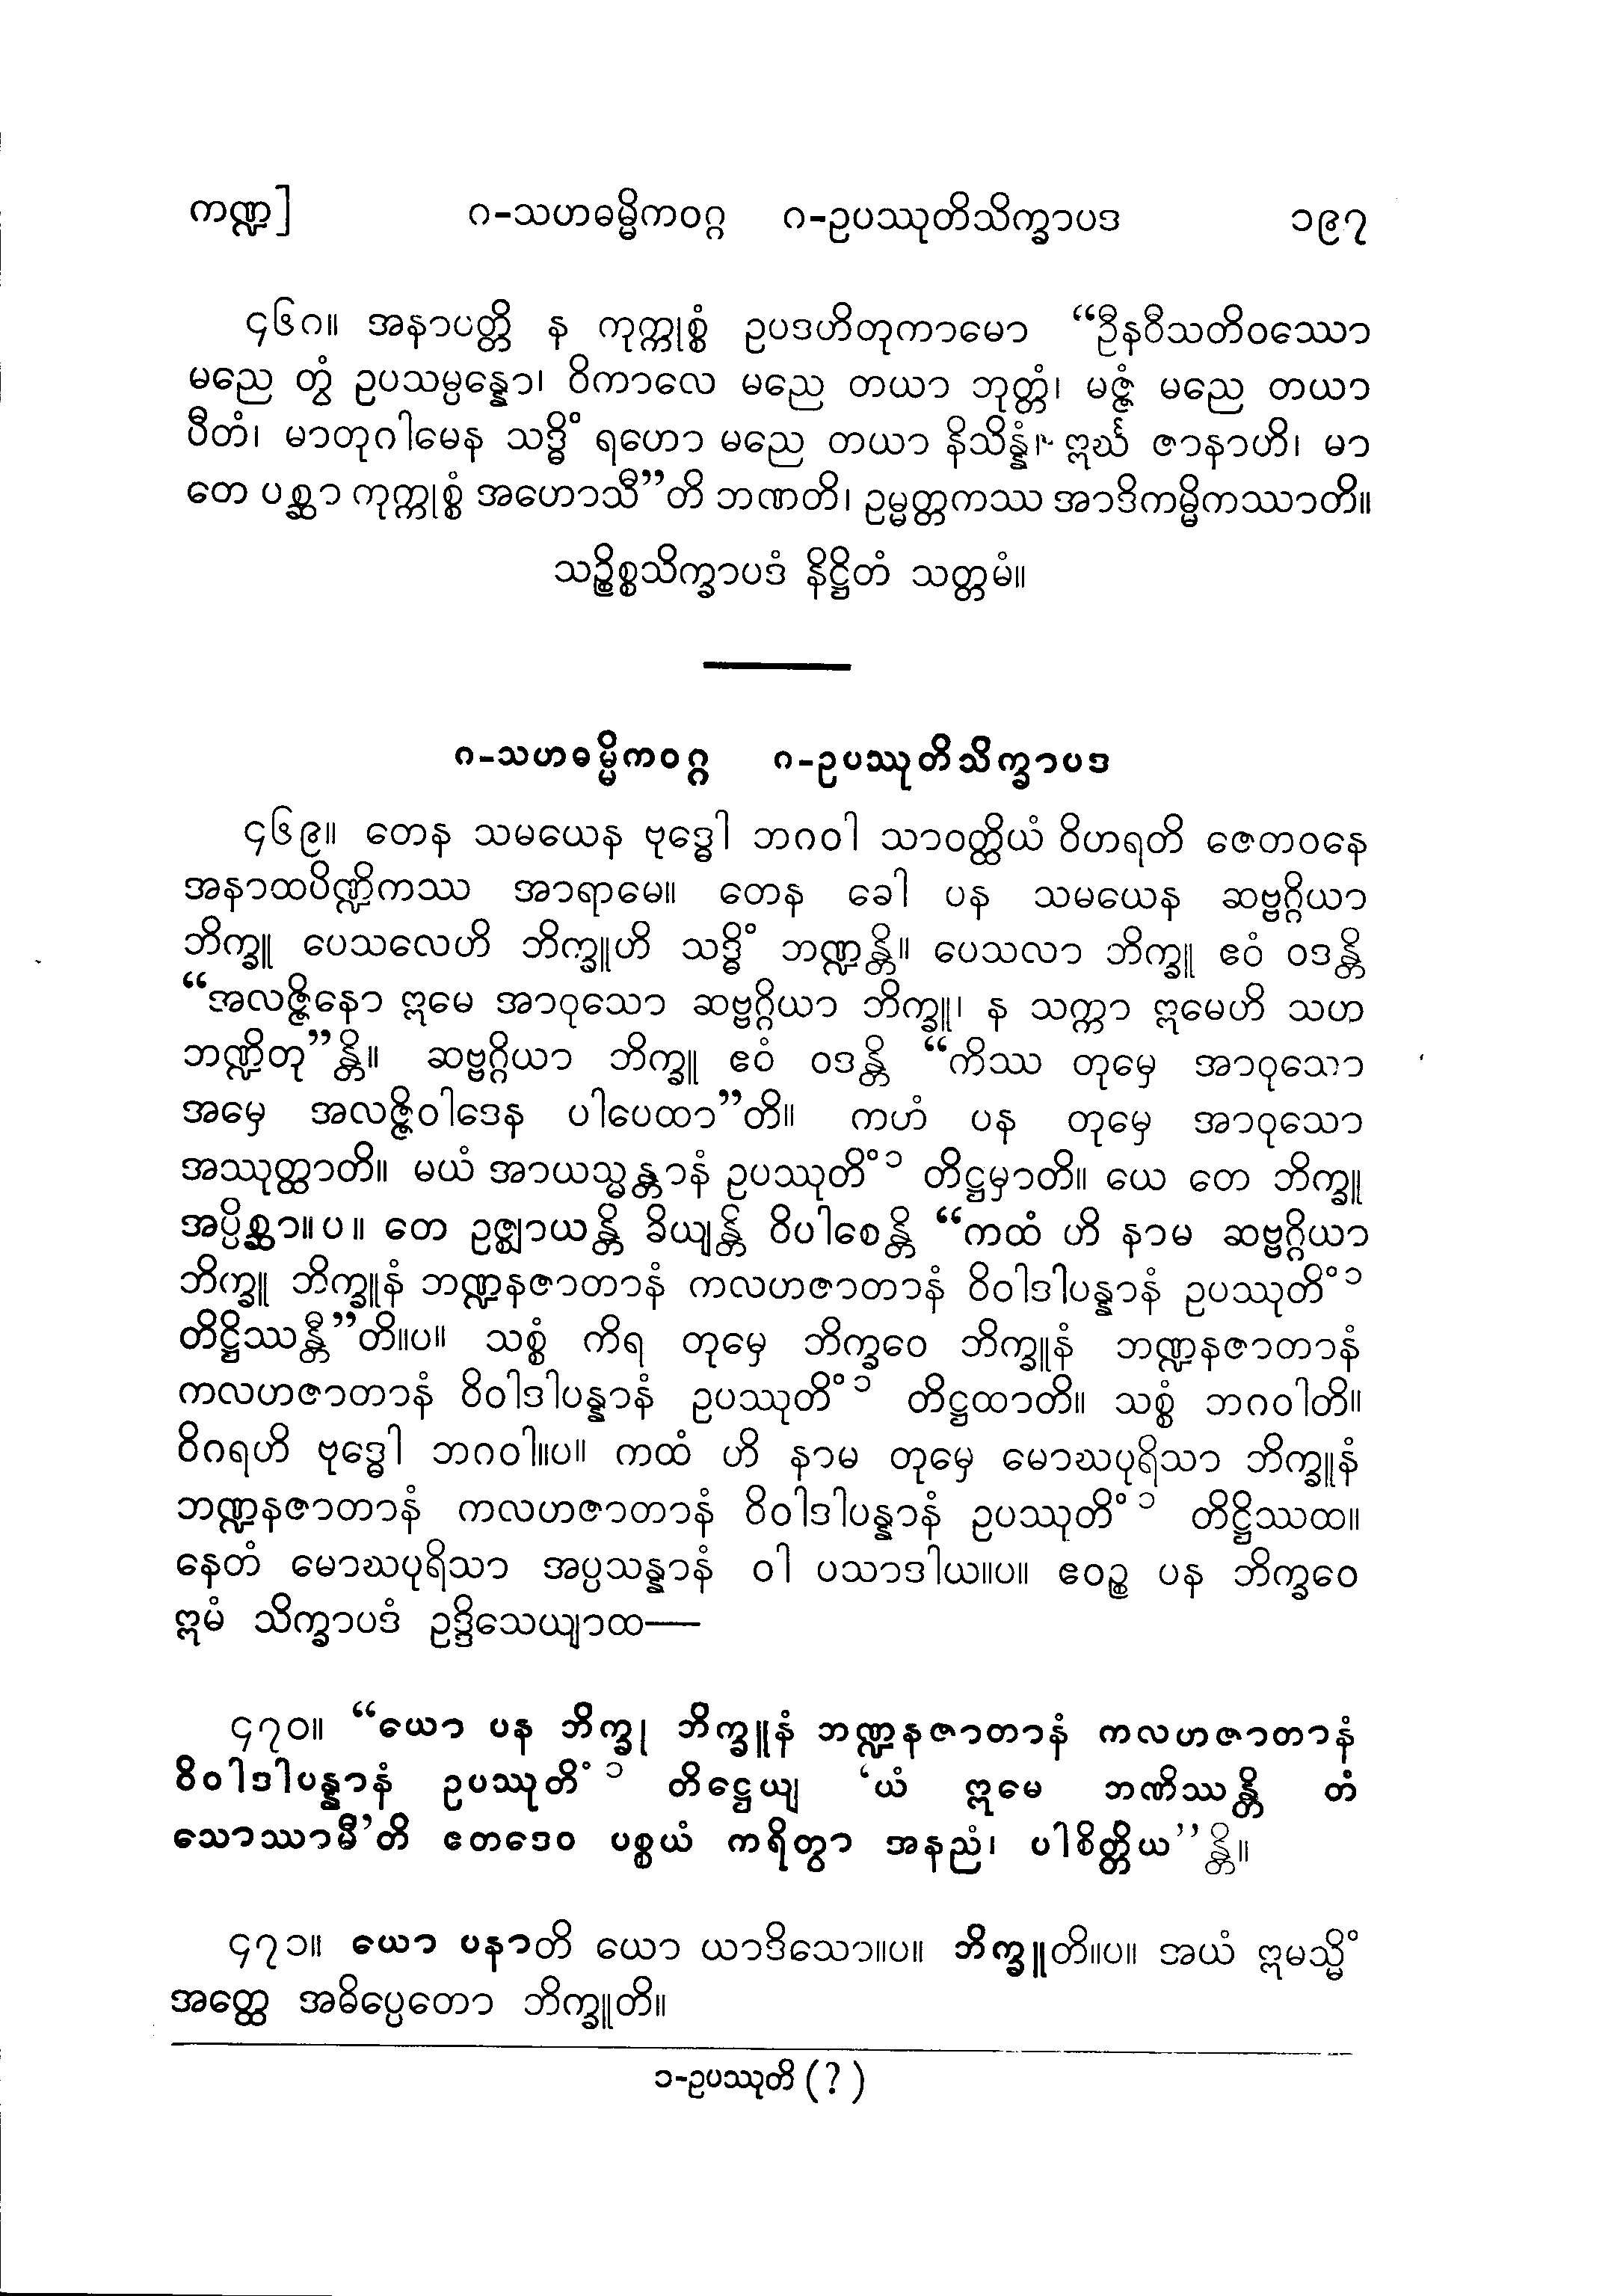 ကဏ္ဍ] ၈-သဟဓမ္မိကဝဂ္ဂ ၈-ဥပဿုတိသိက္ခာပဒ ၁၉၇
၄၆၈။ အနာပတ္တိ န ကုက္ကုစ္စံ ဥပဒဟိတုကာမော “ဦနဝီသတိဝဿော
မညေ တွံ ဥပသမ္ပန္နော၊ ဝိကာလေ မညေ တယာ ဘုတ္တံ၊ မဇ္ဇံ မညေ တယာ
ပီတံ၊ မာတုဂါမေန သဒ္ဓိံ ရဟော မညေ တယာ နိသိန္နံ၊ ဣင်္ဃ ဇာနာဟိ၊ မာ
တေ ပစ္ဆာ ကုက္ကုစ္စံ အဟောသီ”တိ ဘဏတိ၊ ဥမ္မတ္တကဿ အာဒိကမ္မိကဿာတိ။
သဉ္စိစ္စသိက္ခာပဒံ နိဋ္ဌိတံ သတ္တမံ။
၈-သဟဓမ္မိကဝဂ္ဂ ၈-ဥပဿုတိသိက္ခာပဒ
၄၆၉။ တေန သမယေန ဗုဒ္ဓေါ ဘဂဝါ သာဝတ္ထိယံ ဝိဟရတိ ဇေတဝနေ
အနာထပိဏ္ဍိကဿ အာရာမေ။ တေန ခေါ ပန သမယေန ဆဗ္ဗဂ္ဂိယာ
ဘိက္ခူ ပေသလေဟိ ဘိက္ခူဟိ သဒ္ဓိံ ဘဏ္ဍန္တိ။ ပေသလာ ဘိက္ခူ ဧဝံ ဝဒန္တိ
“အလဇ္ဇိနော ဣမေ အာဝုသော ဆဗ္ဗဂ္ဂိယာ ဘိက္ခူ၊ န သက္ကာ ဣမေဟိ သဟ
ဘဏ္ဍိတု”န္တိ။ ဆဗ္ဗဂ္ဂိယာ ဘိက္ခူ ဧဝံ ဝဒန္တိ “ကိဿ တုမှေ အာဝုသော
အမှေ အလဇ္ဇိဝါဒေန ပါပေထာ”တိ။ ကဟံ ပန တုမှေ အာဝုသော
အဿုတ္ထာတိ။ မယံ အာယသ္မန္တာနံ ဥပဿုတိံ ၁ တိဋ္ဌမှာတိ။ ယေ တေ ဘိက္ခူ
အပ္ပိစ္ဆာ။ပ။ တေ ဥဇ္ဈာယန္တိ ခိယျန္တိ ဝိပါစေန္တိ “ကထံ ဟိ နာမ ဆဗ္ဗဂ္ဂိယာ
ဘိက္ခူ ဘိက္ခူနံ ဘဏ္ဍနဇာတာနံ ကလဟဇာတာနံ ဝိဝါဒါပန္နာနံ ဥပဿုတိံ ၁
တိဋ္ဌိဿန္တီ”တိ။ပ။ သစ္စံ ကိရ တုမှေ ဘိက္ခဝေ ဘိက္ခူနံ ဘဏ္ဍနဇာတာနံ
ကလဟဇာတာနံ ဝိဝါဒါပန္နာနံ ဥပဿုတိံ ၁ တိဋ္ဌထာတိ။ သစ္စံ ဘဂဝါတိ။
ဝိဂရဟိ ဗုဒ္ဓေါ ဘဂဝါ။ပ။ ကထံ ဟိ နာမ တုမှေ မောဃပုရိသာ ဘိက္ခူနံ
ဘဏ္ဍနဇာတာနံ ကလဟဇာတာနံ ဝိဝါဒါပန္နာနံ ဥပဿုတိံ ၁ တိဋ္ဌိဿထ။
နေတံ မောဃပုရိသာ အပ္ပသန္နာနံ ဝါ ပသာဒါယ။ပ။ ဧဝဉ္စ ပန ဘိက္ခဝေ
ဣမံ သိက္ခာပဒံ ဥဒ္ဒိသေယျာထ—
၄၇၀။ “ယော ပန ဘိက္ခု ဘိက္ခူနံ ဘဏ္ဍနဇာတာနံ ကလဟဇာတာနံ
ဝိဝါဒါပန္နာနံ ဥပဿုတိံ ၁ တိဋ္ဌေယျ ‘ယံ ဣမေ ဘဏိဿန္တိ တံ
သောဿာမီ’တိ ဧတဒေဝ ပစ္စယံ ကရိတွာ အနညံ၊ ပါစိတ္တိယ”န္တိ။
၄၇၁။ ယော ပနာတိ ယော ယာဒိသော။ပ။ ဘိက္ခူတိ။ပ။ အယံ ဣမသ္မိံ
အတ္ထေ အဓိပ္ပေတော ဘိက္ခူတိ။
၁-ဥပဿုတိ (?)